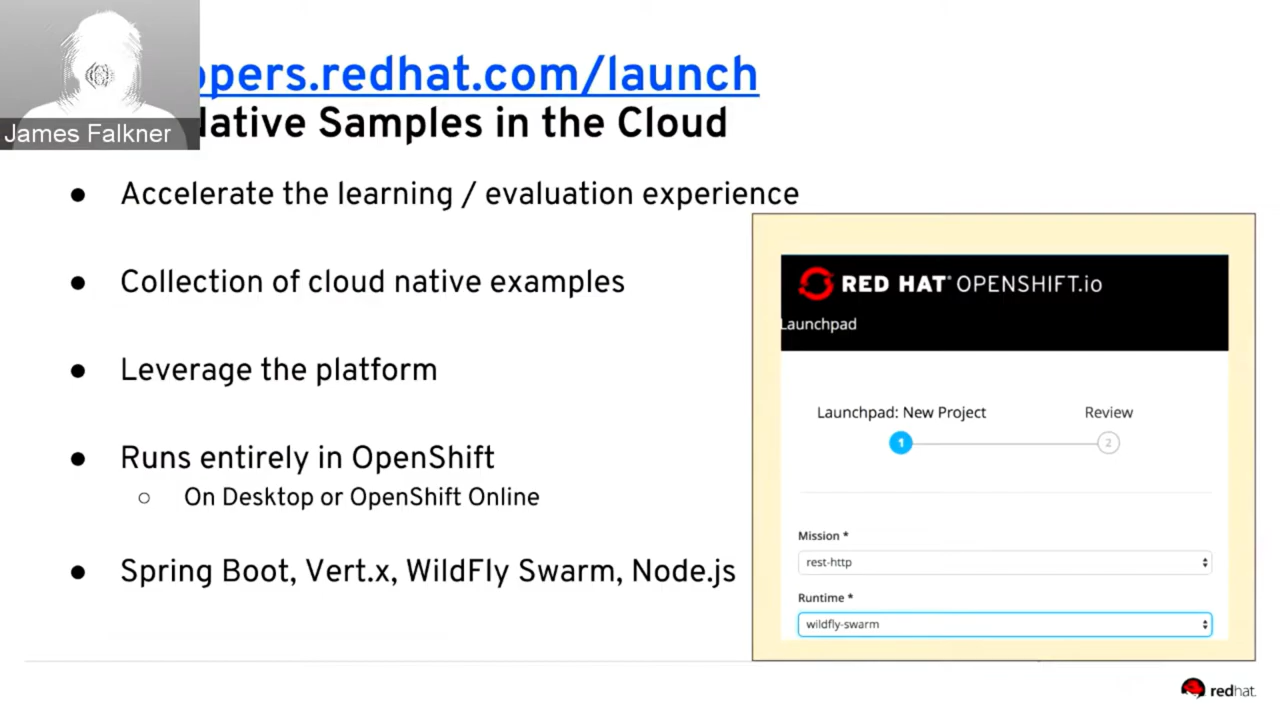 opers.redhat.com/launch
James Falkner
Native Samples in the Cloud
● Accelerate the learning / evaluation experience
● Collection of cloud native examples
● Leverage the platform
● Runs entirely in OpenShift
○ On Desktop or OpenShift Online
● Spring Boot, Vert.x, WildFly Swarm, Node.js
RED HAT® OPENSHIFT.io
Launchpad
Launchpad: New Project Review
1 2
Mission *
rest-http
Runtime *
wildfly-swarm
redhat.